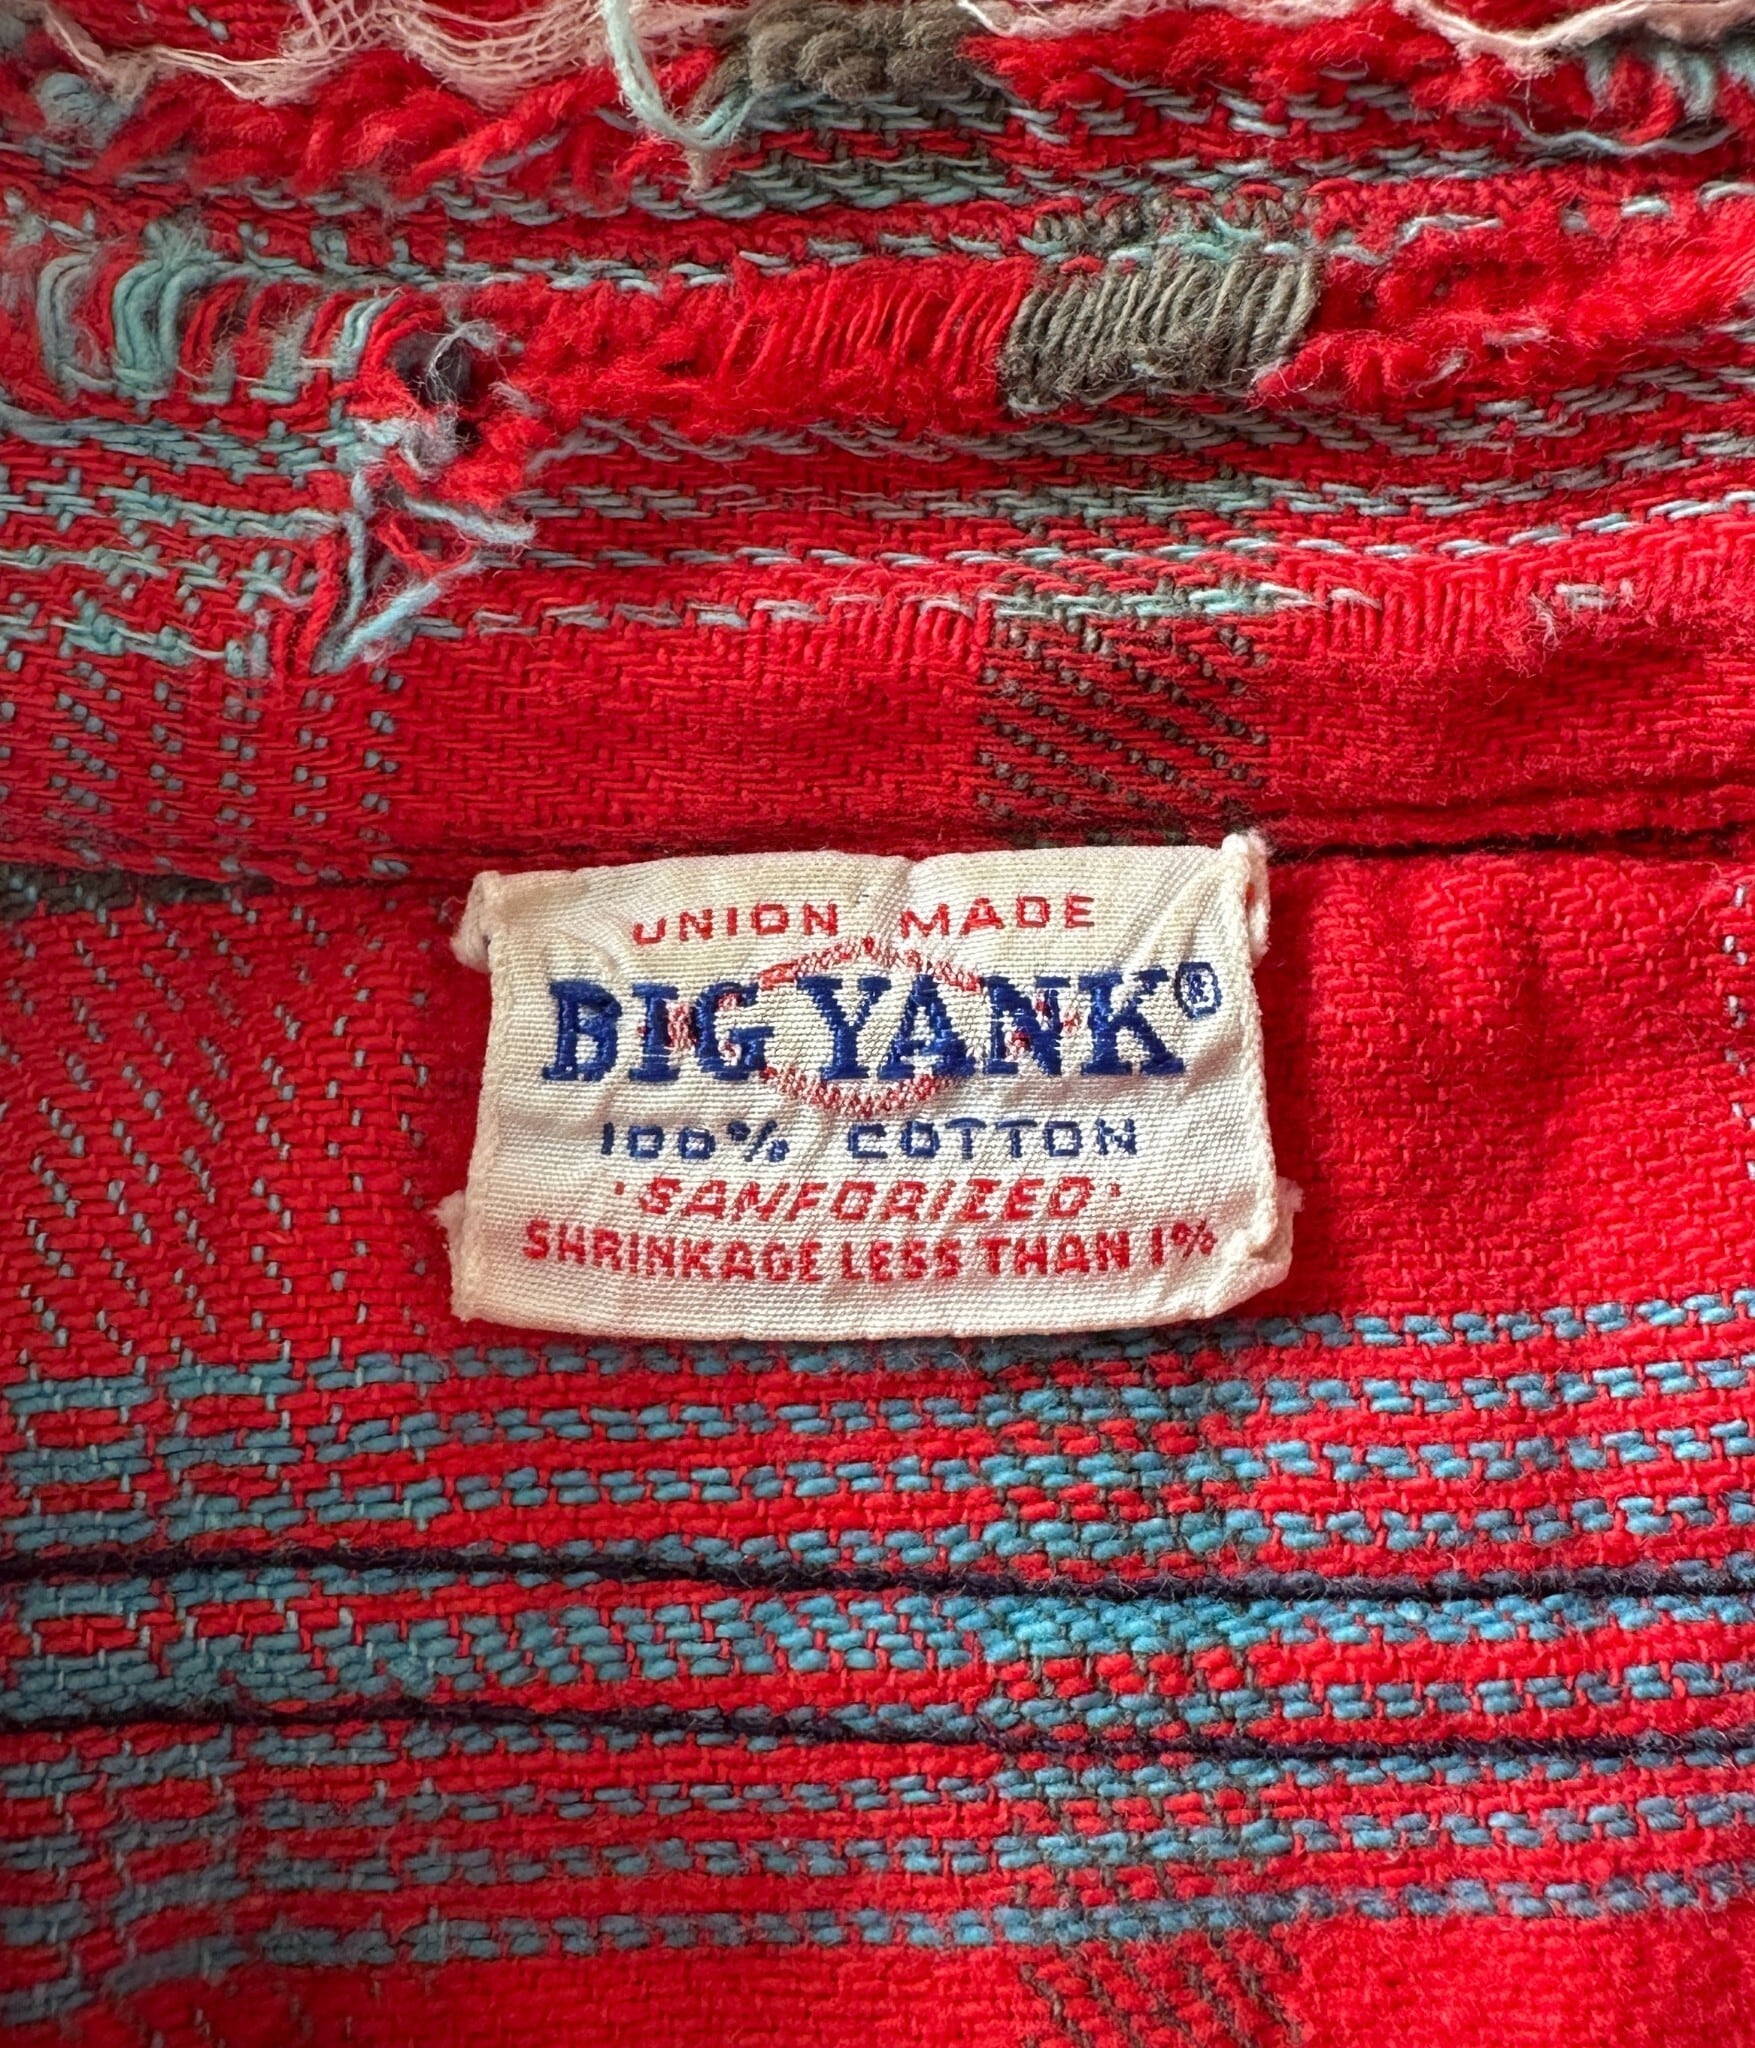 UNION MADE
BIG YANK®
100% COTTON
·SANFORIZED·
SHRINKAGE LESS THAN 1%